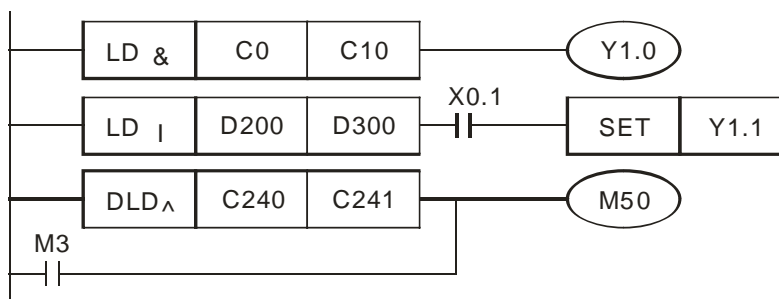 LD & C0 C10 Y1.0
X0.1
LD | D200 D300 SET Y1.1
DLD^ C240 C241 M50
M3